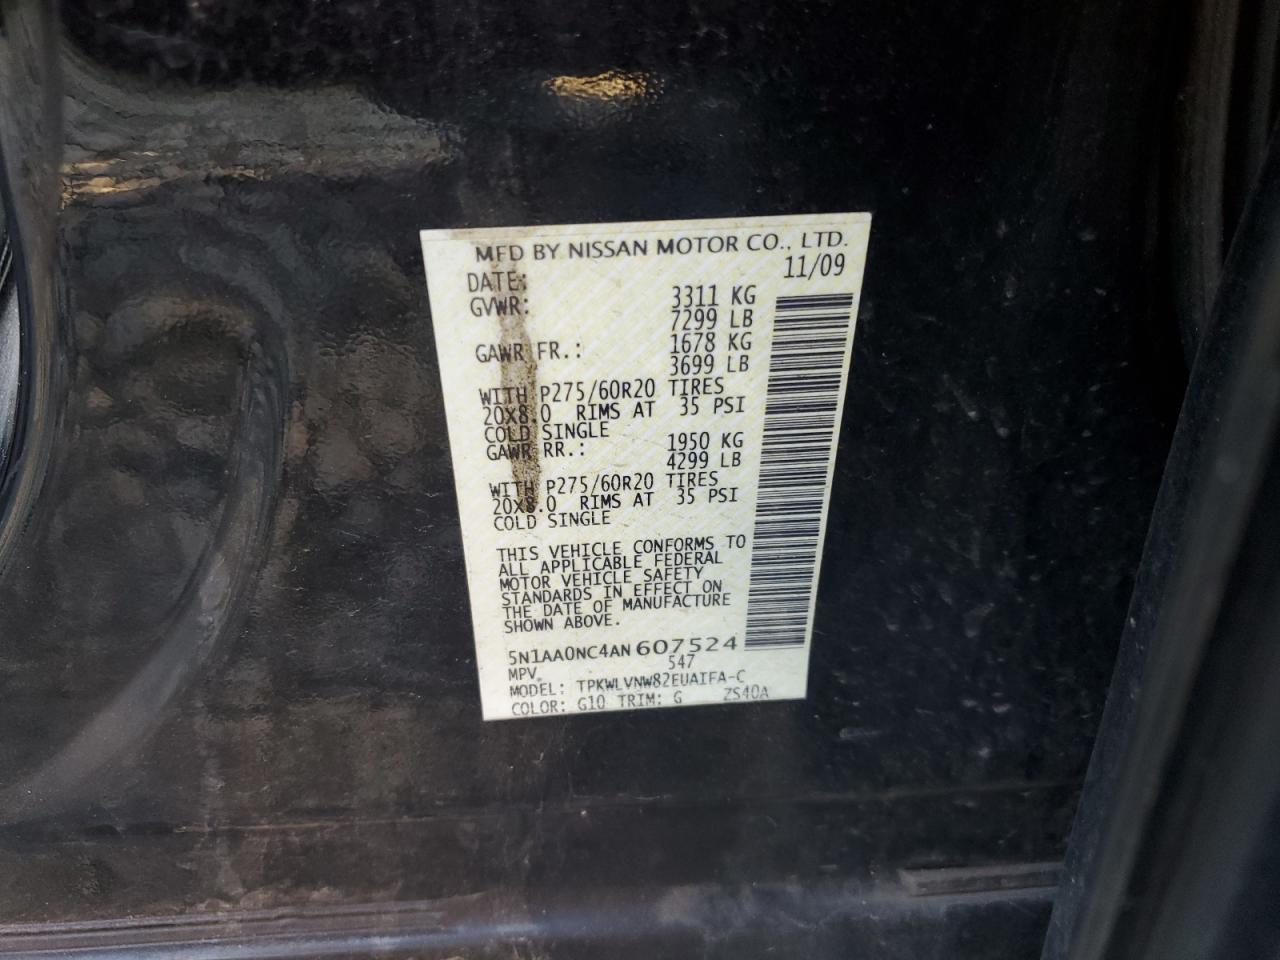 MFD BY NISSAN MOTOR CO., LTD.
DATE: 11/09
GVWR: 3311 KG
7299 LB
GAWR FR.: 1678 KG
3699 LB
WITH P275/60R20 TIRES
20X8.0 RIMS AT 35 PSI
COLD SINGLE
GAWR RR.: 1950 KG
4299 LB
WITH P275/60R20 TIRES
20X8.0 RIMS AT 35 PSI
COLD SINGLE
THIS VEHICLE CONFORMS TO
ALL APPLICABLE FEDERAL
MOTOR VEHICLE SAFETY
STANDARDS IN EFFECT ON
THE DATE OF MANUFACTURE
SHOWN ABOVE.
5N1AA0NC4AN607524
MPV 547
MODEL: TPKWLVNW82EUAIFA-C
COLOR: G10 TRIM: G ZS40A